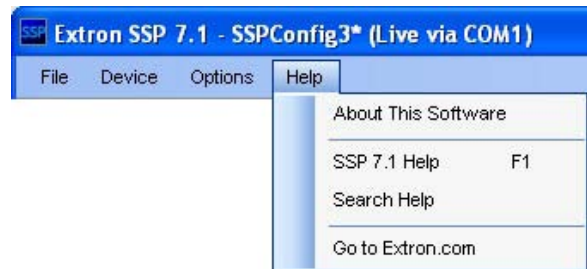 SSP Extron SSP 7.1 - SSPConfig3* (Live via COM1)
File Device Options Help
About This Software
SSP 7.1 Help F1
Search Help
Go to Extron.com